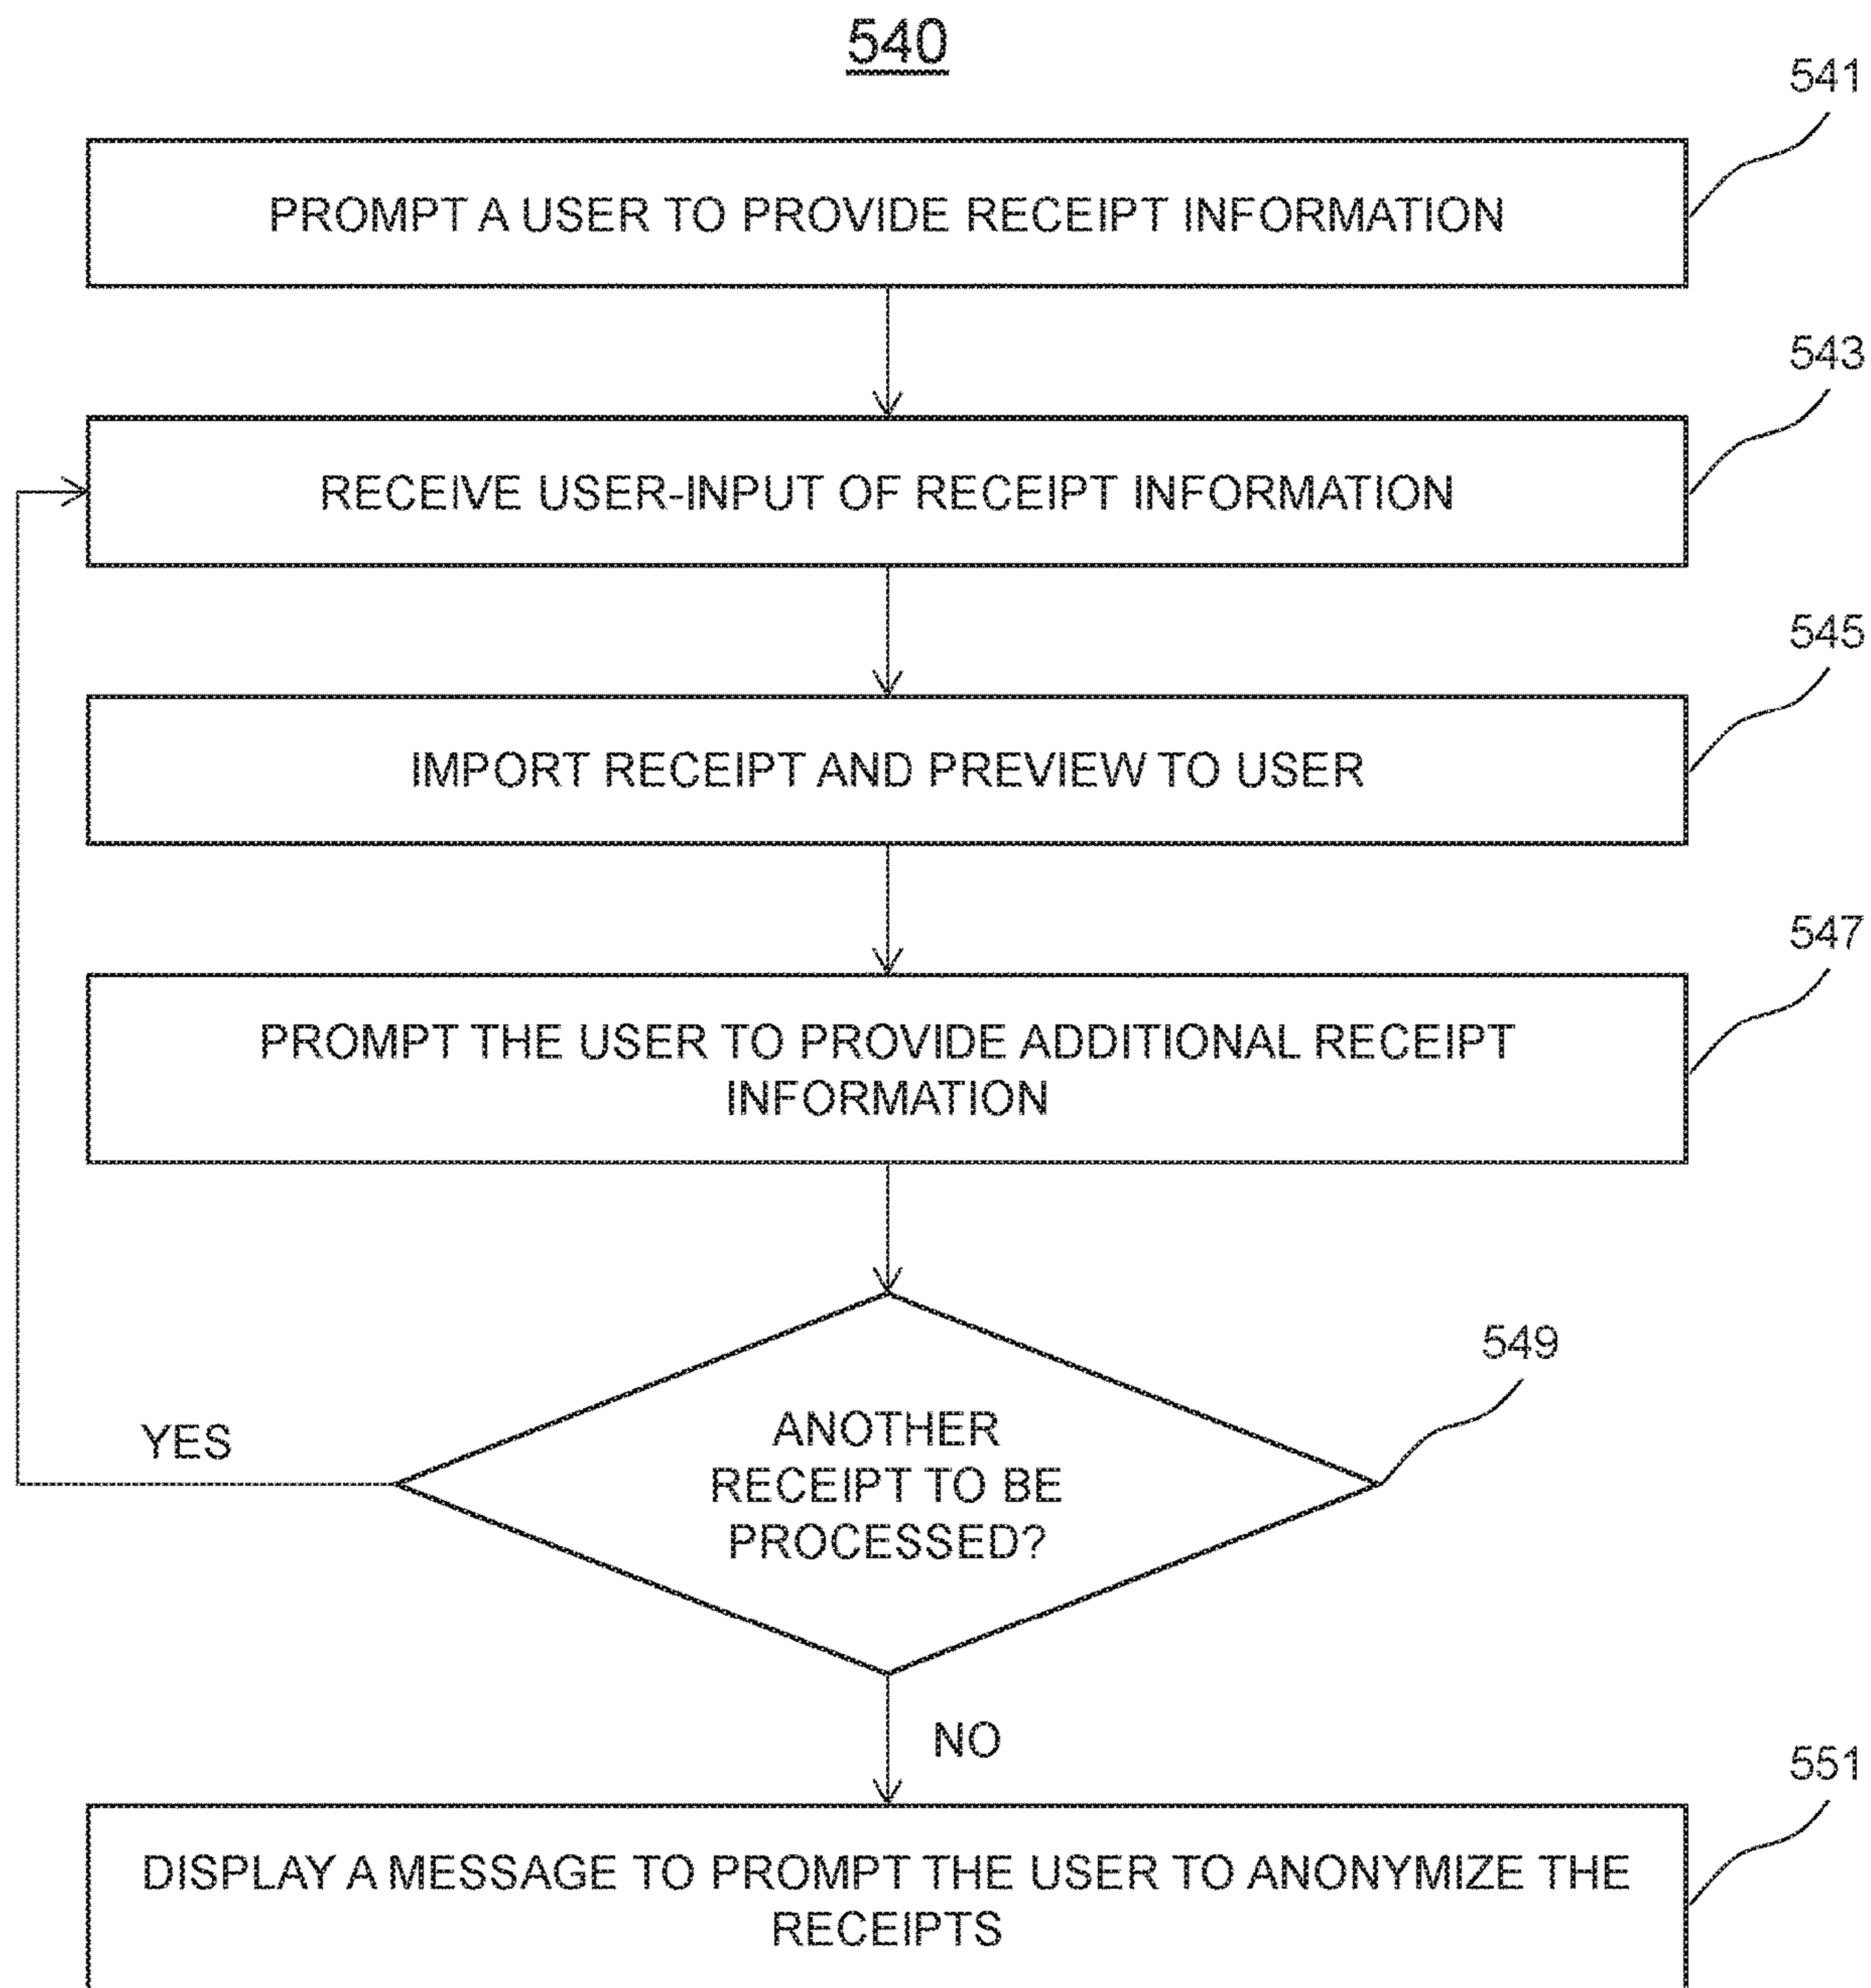 540
541
PROMPT A USER TO PROVIDE RECEIPT INFORMATION
543
RECEIVE USER-INPUT OF RECEIPT INFORMATION
545
IMPORT RECEIPT AND PREVIEW TO USER
547
PROMPT THE USER TO PROVIDE ADDITIONAL RECEIPT
INFORMATION
549
ANOTHER
RECEIPT TO BE
PROCESSED?
YES
NO
551
DISPLAY A MESSAGE TO PROMPT THE USER TO ANONYMIZE THE
RECEIPTS